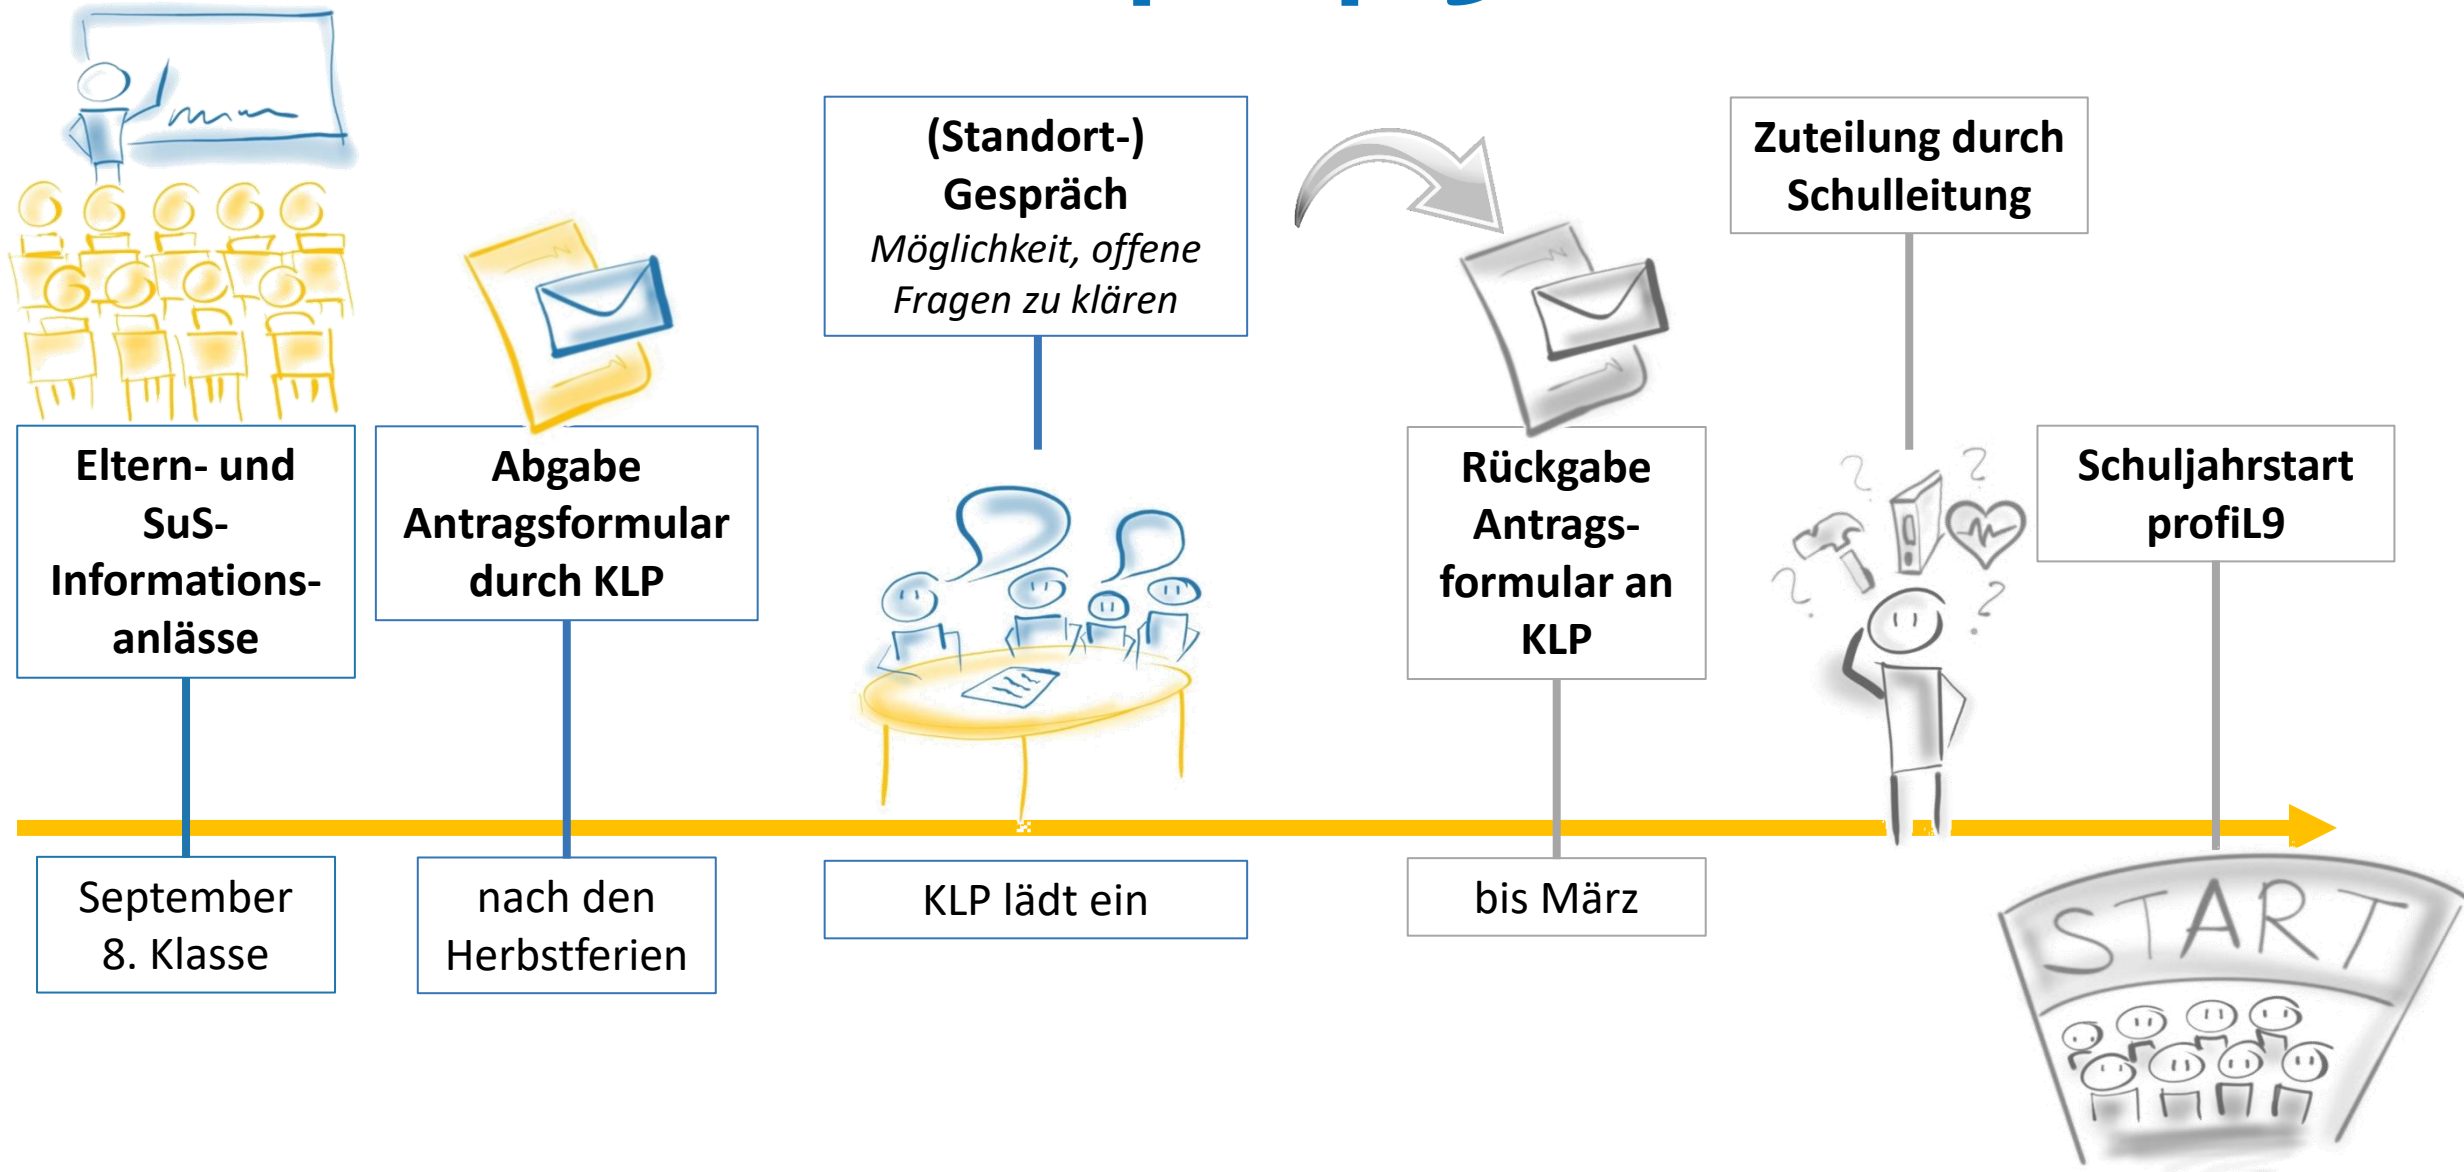 Eltern- und
SuS-
Informations-
anlässe
September
8. Klasse
Abgabe
Antragsformular
durch KLP
nach den
Herbstferien
(Standort-)
Gespräch
Möglichkeit, offene
Fragen zu klären
KLP lädt ein
Rückgabe
Antrags-
formular an
KLP
bis März
Zuteilung durch
Schulleitung
? ? ? ?
Schuljahrstart
profiL9
START